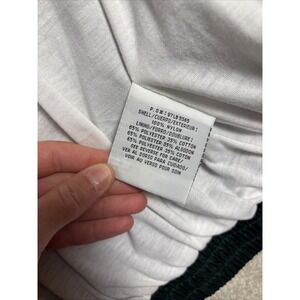 SHELL/CUERPO/EXTERIEUR:
100% NYLON
LINING/FORRO/DOUBLURE:
65% POLYESTER 35% COTTON
65% POLIESTER 35% ALGODON
65% POLYESTER 35% COTON
SEE REVERSE FOR CARE/
VER AL DORSO PARA CUIDADO/
VOIR AU VERSO POUR SOIN